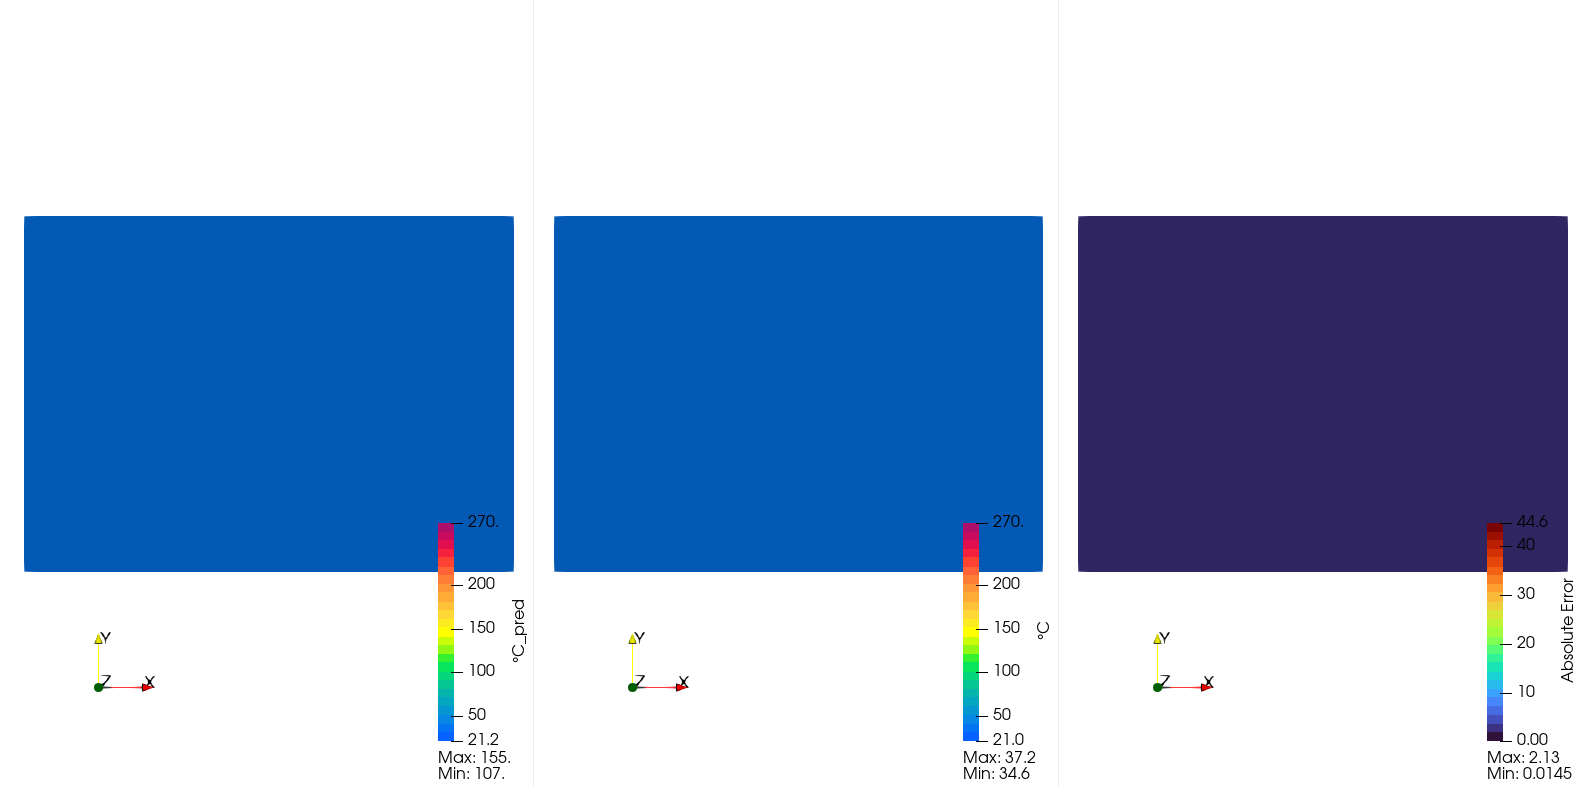 270.
200
150
100
50
21.2
°C_pred
Max: 155.
Min: 107.
Y
Z
X
270.
200
150
100
50
21.0
°C
Max: 37.2
Min: 34.6
Y
Z
X
44.6
40
30
20
10
0.00
Absolute Error
Max: 2.13
Min: 0.0145
Y
Z
X